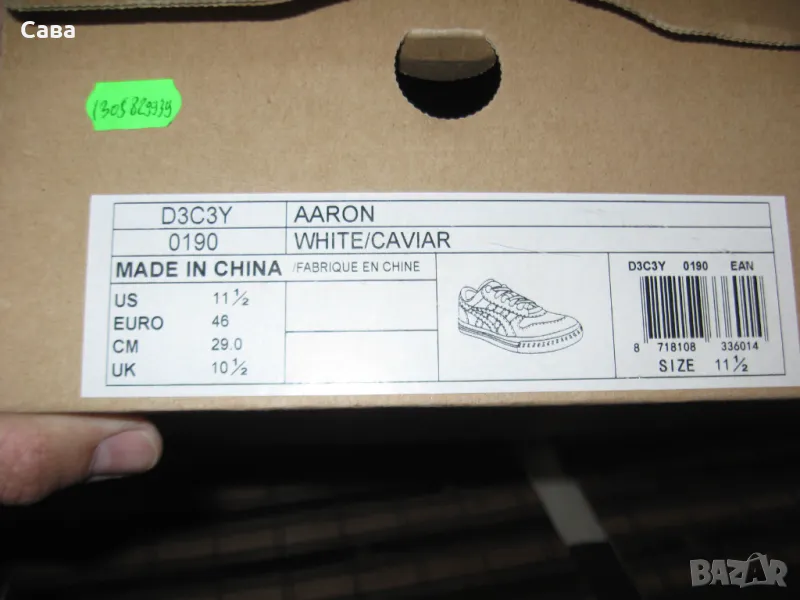 Сава
1305829939
D3C3Y AARON
0190 WHITE/CAVIAR
MADE IN CHINA /FABRIQUE EN CHINE
US 11 ½
EURO 46
CM 29.0
UK 10 ½
D3C3Y 0190 EAN
8 718108 336014
SIZE 11 ½
BAZAR